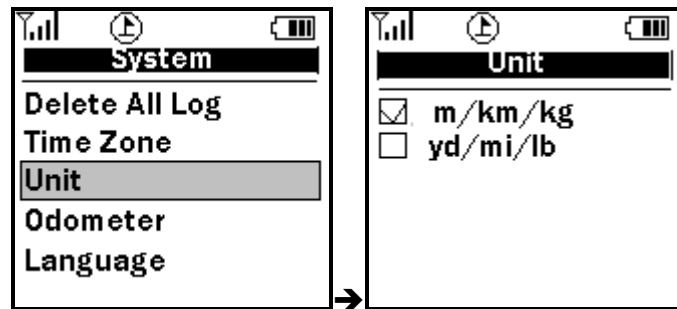 System
Delete All Log
Time Zone
Unit
Odometer
Language
Unit
m/km/kg
yd/mi/lb